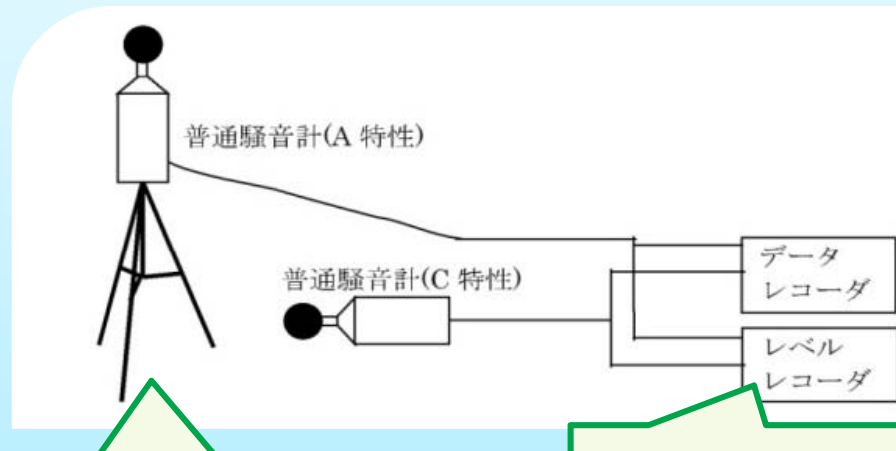 普通騒音計(A 特性)
普通騒音計(C 特性)
データ
レコーダ
レベル
レコーダ